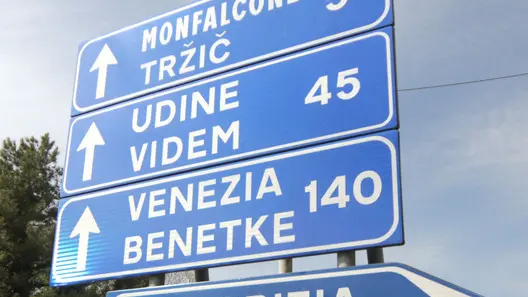 MONFALCONE
TRŽIČ
UDINE 45
VIDEM
VENEZIA 140
BENETKE